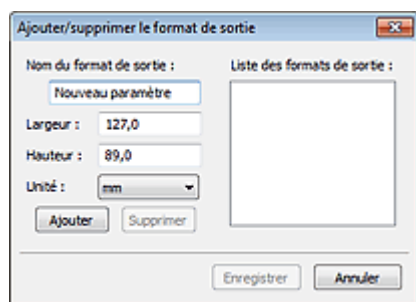 Ajouter/supprimer le format de sortie
Nom du format de sortie :
Liste des formats de sortie :
Nouveau paramètre
Largeur : 127,0
Hauteur : 89,0
Unité : mm
Ajouter Supprimer
Enregistrer Annuler